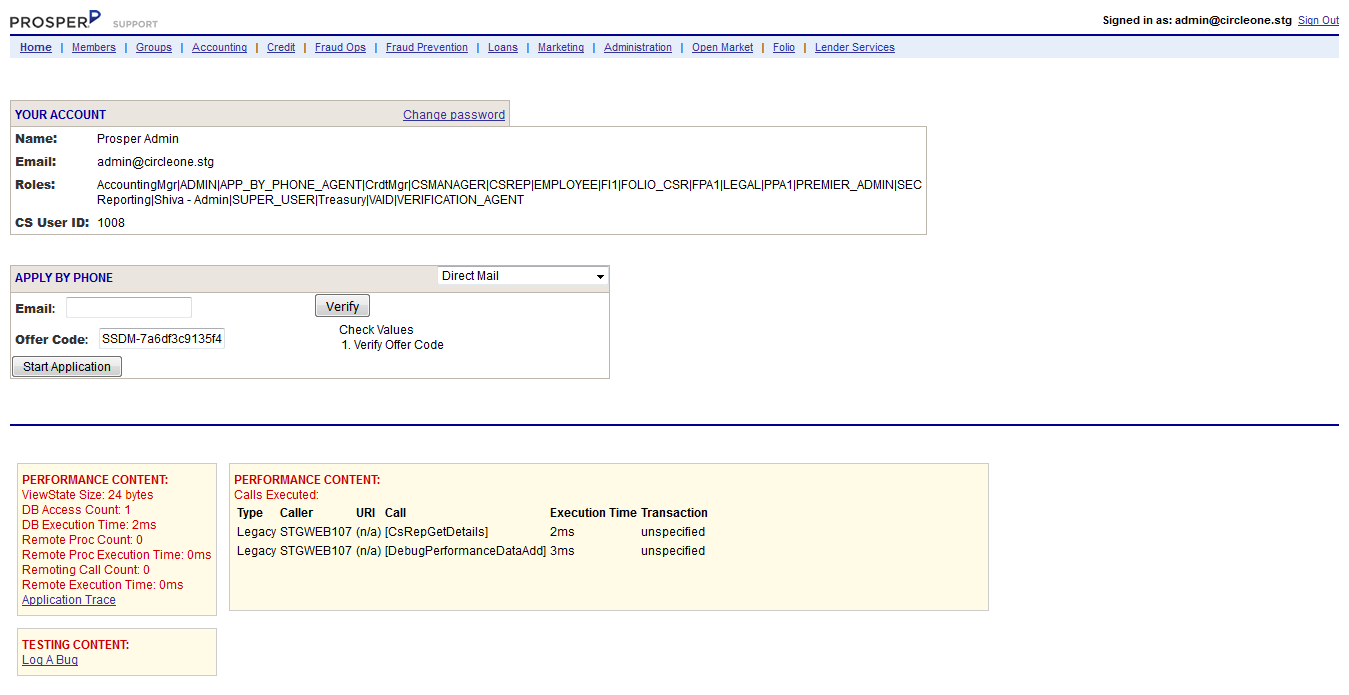 PROSPER SUPPORT
Signed in as: admin@circleone.stg Sign Out
Home | Members | Groups | Accounting | Credit | Fraud Ops | Fraud Prevention | Loans | Marketing | Administration | Open Market | Folio | Lender Services
YOUR ACCOUNT Change password
Name: Prosper Admin
Email: admin@circleone.stg
Roles: AccountingMgr|ADMIN|APP_BY_PHONE_AGENT|CrdtMgr|CSMANAGER|CSREP|EMPLOYEE|FI1|FOLIO_CSR|FPA1|LEGAL|PPA1|PREMIER_ADMIN|SEC
Reporting|Shiva - Admin|SUPER_USER|Treasury|VAID|VERIFICATION_AGENT
CS User ID: 1008
APPLY BY PHONE Direct Mail
Email: Verify
Check Values
Offer Code: SSDM-7a6df3c9135f4
1. Verify Offer Code
Start Application
PERFORMANCE CONTENT:
ViewState Size: 24 bytes
DB Access Count: 1
DB Execution Time: 2ms
Remote Proc Count: 0
Remote Proc Execution Time: 0ms
Remoting Call Count: 0
Remote Execution Time: 0ms
Application Trace
PERFORMANCE CONTENT:
Calls Executed:
Type Caller URI Call Execution Time Transaction
Legacy STGWEB107 (n/a) [CsRepGetDetails] 2ms unspecified
Legacy STGWEB107 (n/a) [DebugPerformanceDataAdd] 3ms unspecified
TESTING CONTENT:
Log A Bug